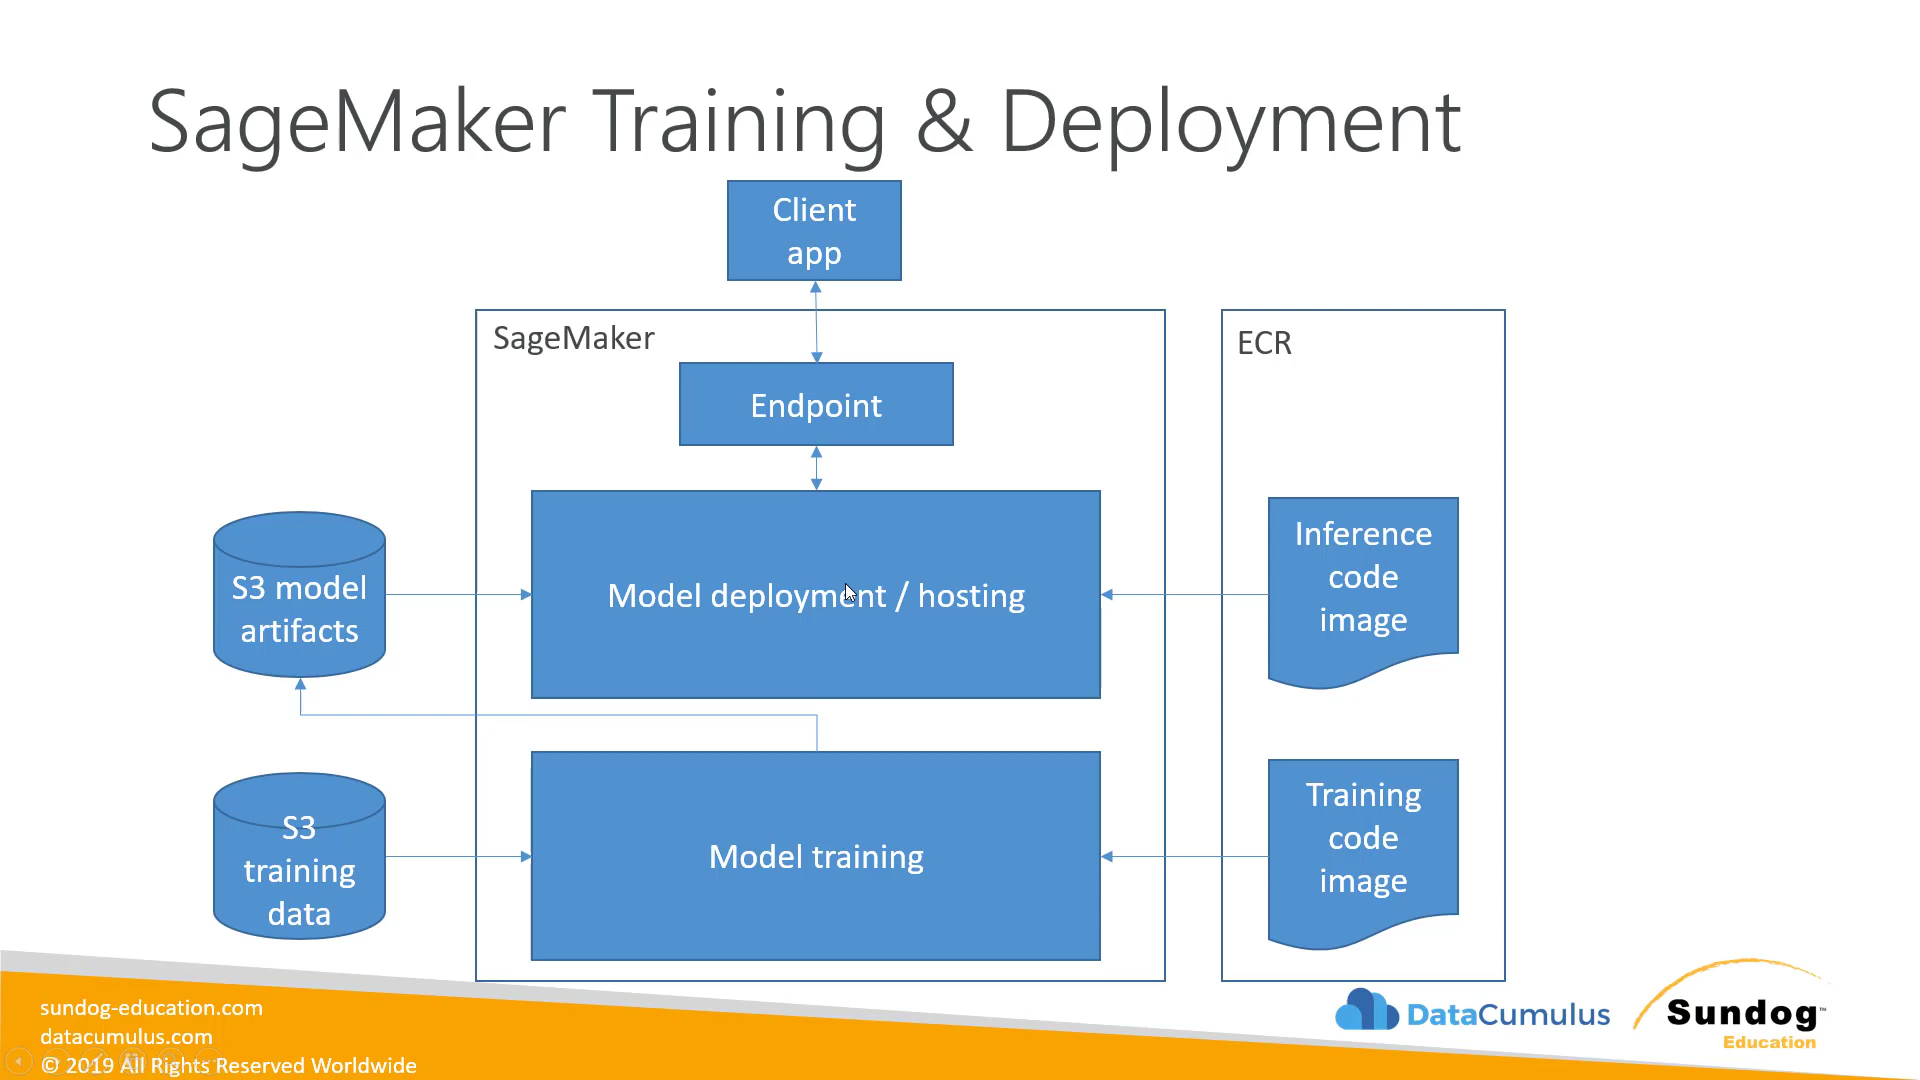 SageMaker Training & Deployment
Client
app
SageMaker
ECR
Endpoint
S3 model
artifacts
Model deployment / hosting
Inference
code
image
S3
training
data
Model training
Training
code
image
sundog-education.com
datacumulus.com
© 2019 All Rights Reserved Worldwide
DataCumulus
Sundog™
Education